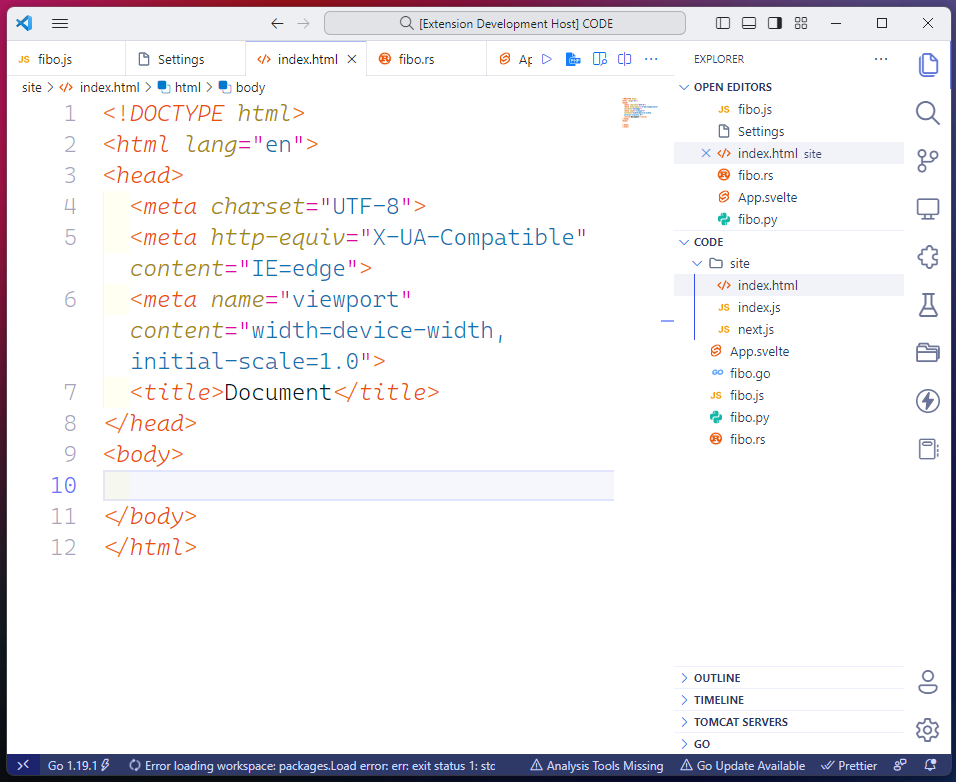 [Extension Development Host] CODE
JS fibo.js
Settings
index.html
fibo.rs
Ap
site > index.html > html > body
1 <!DOCTYPE html>
2 <html lang="en">
3 <head>
4 <meta charset="UTF-8">
5 <meta http-equiv="X-UA-Compatible"
content="IE=edge">
6 <meta name="viewport"
content="width=device-width,
initial-scale=1.0">
7 <title>Document</title>
8 </head>
9 <body>
10
11 </body>
12 </html>
EXPLORER
OPEN EDITORS
JS fibo.js
Settings
index.html site
fibo.rs
App.svelte
fibo.py
CODE
site
index.html
JS index.js
JS next.js
App.svelte
GO fibo.go
JS fibo.js
fibo.py
fibo.rs
OUTLINE
TIMELINE
TOMCAT SERVERS
GO
Go 1.19.1
Error loading workspace: packages.Load error: err: exit status 1: stc
Analysis Tools Missing
Go Update Available
Prettier